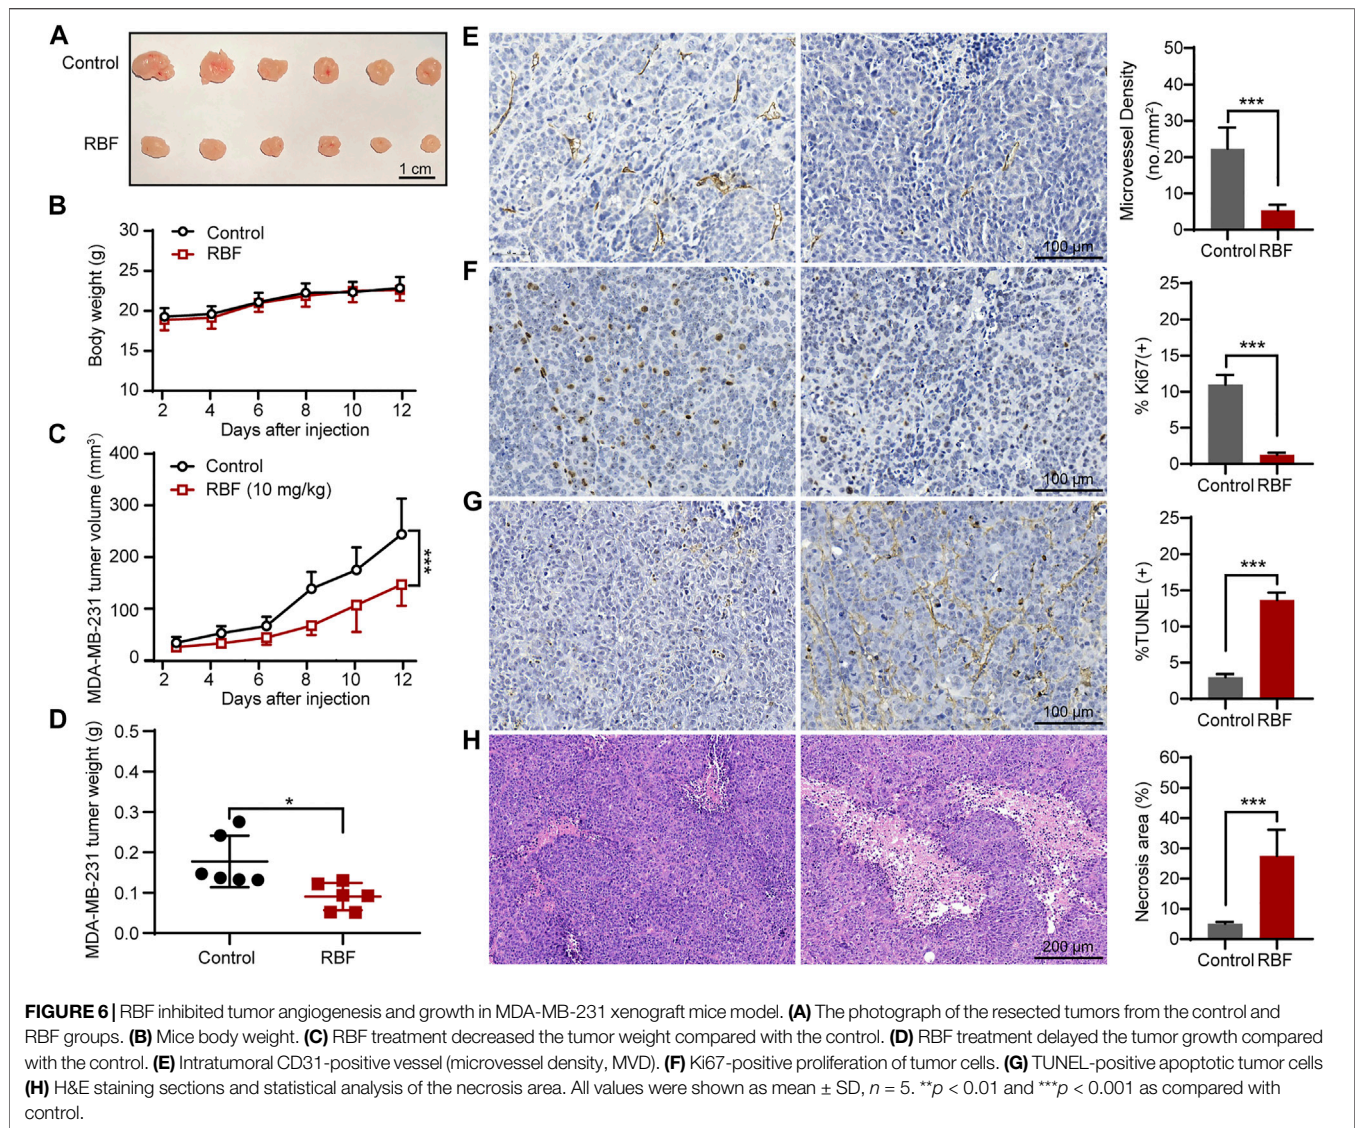 A
Control
RBF
1 cm
B
Body weight (g)
30
25
20
15
10
Control
RBF
2 4 6 8 10 12
Days after injection
C
MDA-MB-231 tumer volume (mm³)
400
300
200
100
0
Control
RBF (10 mg/kg)
***
2 4 6 8 10 12
Days after injection
D
MDA-MB-231 tumer weight (g)
0.5
0.4
0.3
0.2
0.1
0.0
*
Control RBF
E
100 µm
Microvessel Density
(no./mm²)
50
40
30
20
10
0
***
Control RBF
F
100 µm
% Ki67(+)
25
20
15
10
5
0
***
Control RBF
G
100 µm
%TUNEL (+)
25
20
15
10
5
0
***
Control RBF
H
200 µm
Necrosis area (%)
60
50
40
30
20
10
0
***
Control RBF
FIGURE 6 | RBF inhibited tumor angiogenesis and growth in MDA-MB-231 xenograft mice model. (A) The photograph of the resected tumors from the control and
RBF groups. (B) Mice body weight. (C) RBF treatment decreased the tumor weight compared with the control. (D) RBF treatment delayed the tumor growth compared
with the control. (E) Intratumoral CD31-positive vessel (microvessel density, MVD). (F) Ki67-positive proliferation of tumor cells. (G) TUNEL-positive apoptotic tumor cells
(H) H&E staining sections and statistical analysis of the necrosis area. All values were shown as mean ± SD, n = 5. **p < 0.01 and ***p < 0.001 as compared with
control.